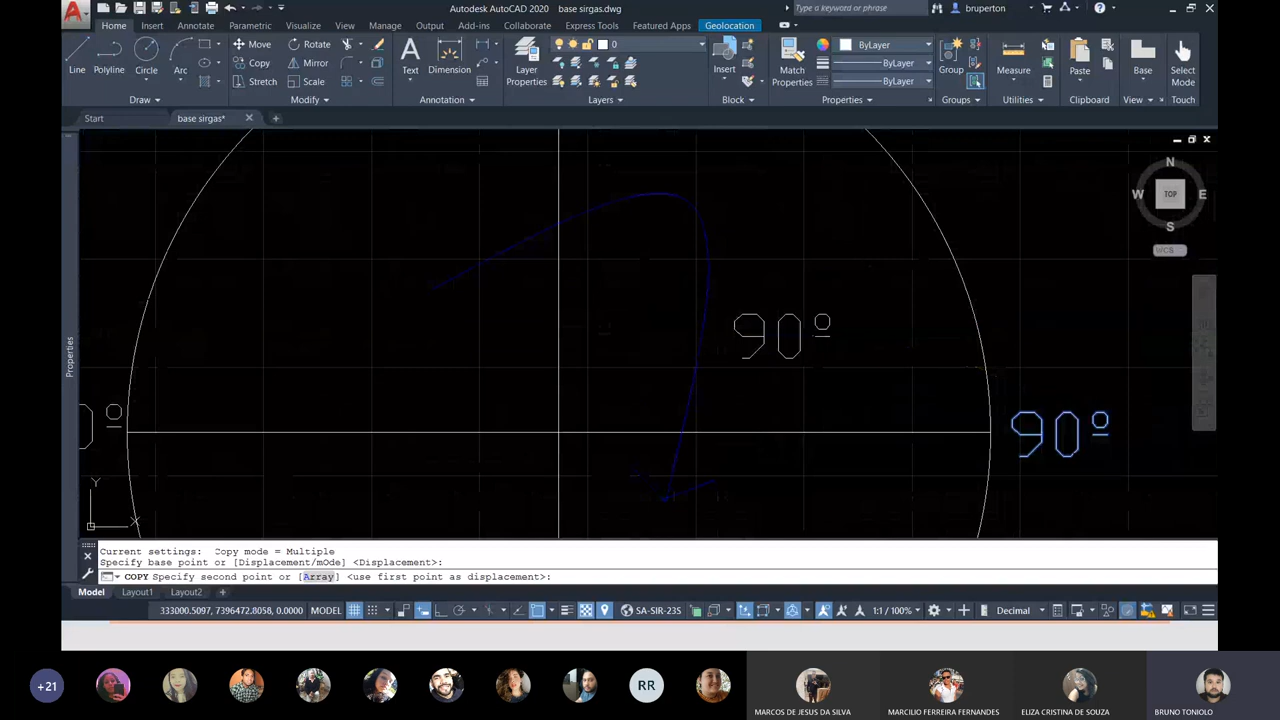 Autodesk AutoCAD 2020 base sirgas.dwg
Type a keyword or phrase
bruperton
Home Insert Annotate Parametric Visualize View Manage Output Add-ins Collaborate Express Tools Featured Apps Geolocation
Line Polyline Circle Arc
Move Rotate
Copy Mirror
Stretch Scale
Text Dimension
Layer Properties
0
Insert
Match Properties
ByLayer
ByLayer
ByLayer
Group
Measure
Paste
Base
Select Mode
Draw Modify Annotation Layers Block Properties Groups Utilities Clipboard View Touch
Start base sirgas*
N
W TOP E
S
WCS
90º
90º
º
Properties
Y
X
Current settings: Copy mode = Multiple
Specify base point or [Displacement/mOde] <Displacement>:
COPY Specify second point or [Array] <use first point as displacement>:
Model Layout1 Layout2
333000.5097, 7396472.8058, 0.0000 MODEL SA-SIR-23S 1:1 / 100% Decimal
+21
RR
MARCOS DE JESUS DA SILVA
MARCILIO FERREIRA FERNANDES
ELIZA CRISTINA DE SOUZA
BRUNO TONIOLO